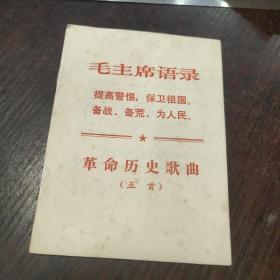 毛主席语录
提高警惕，保卫祖国。
备战、备荒、为人民。
革命历史歌曲
（五首）